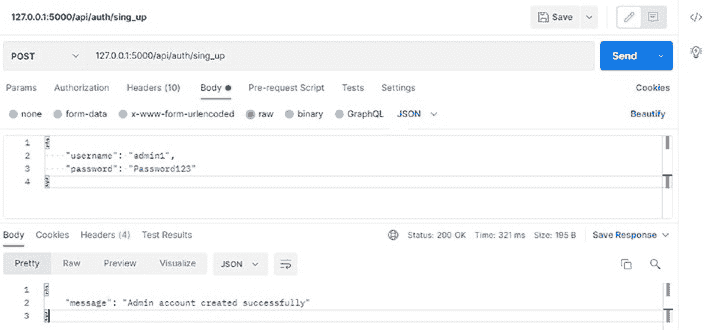 127.0.0.1:5000/api/auth/sing_up
Save
POST 127.0.0.1:5000/api/auth/sing_up Send
Params Authorization Headers (10) Body Pre-request Script Tests Settings Cookies
none form-data x-www-form-urlencoded raw binary GraphQL JSON Beautify
1 {
2 "username": "admin1",
3 "password": "Password123"
4 }
Body Cookies Headers (4) Test Results Status: 200 OK Time: 321 ms Size: 195 B Save Response
Pretty Raw Preview Visualize JSON
1 {
2 "message": "Admin account created successfully"
3 }